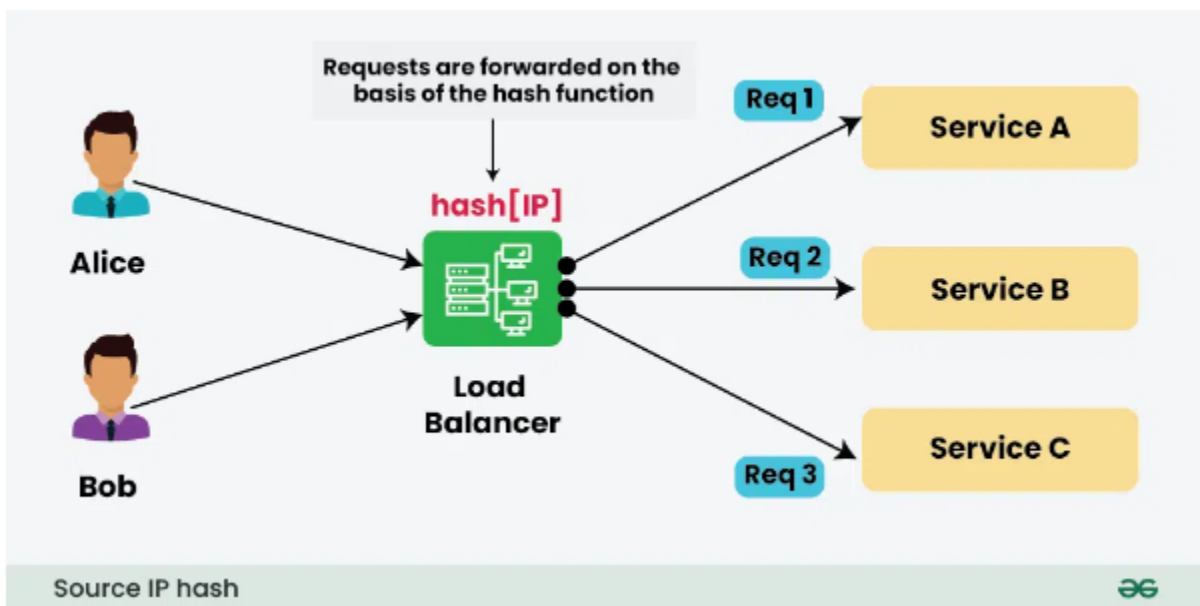 Requests are forwarded on the
basis of the hash function
hash[IP]
Alice
Bob
Load
Balancer
Req 1
Service A
Req 2
Service B
Req 3
Service C
Source IP hash